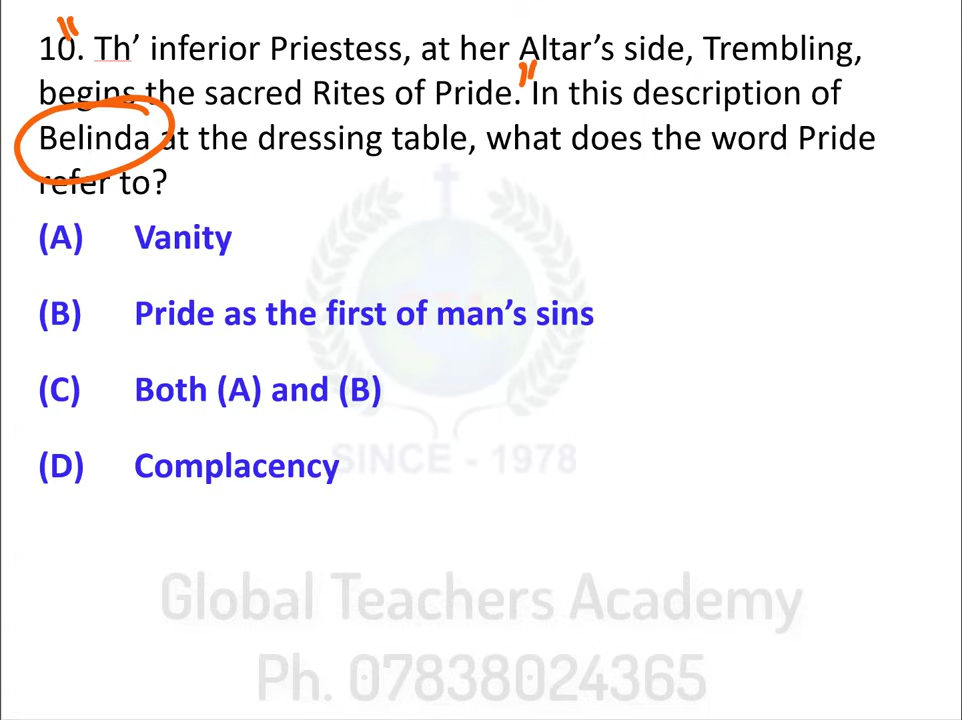 10. Th’ inferior Priestess, at her Altar’s side, Trembling,
begins the sacred Rites of Pride. In this description of
Belinda at the dressing table, what does the word Pride
refer to?
(A) Vanity
(B) Pride as the first of man’s sins
(C) Both (A) and (B)
(D) Complacency
SINCE - 1978
Global Teachers Academy
Ph. 07838024365